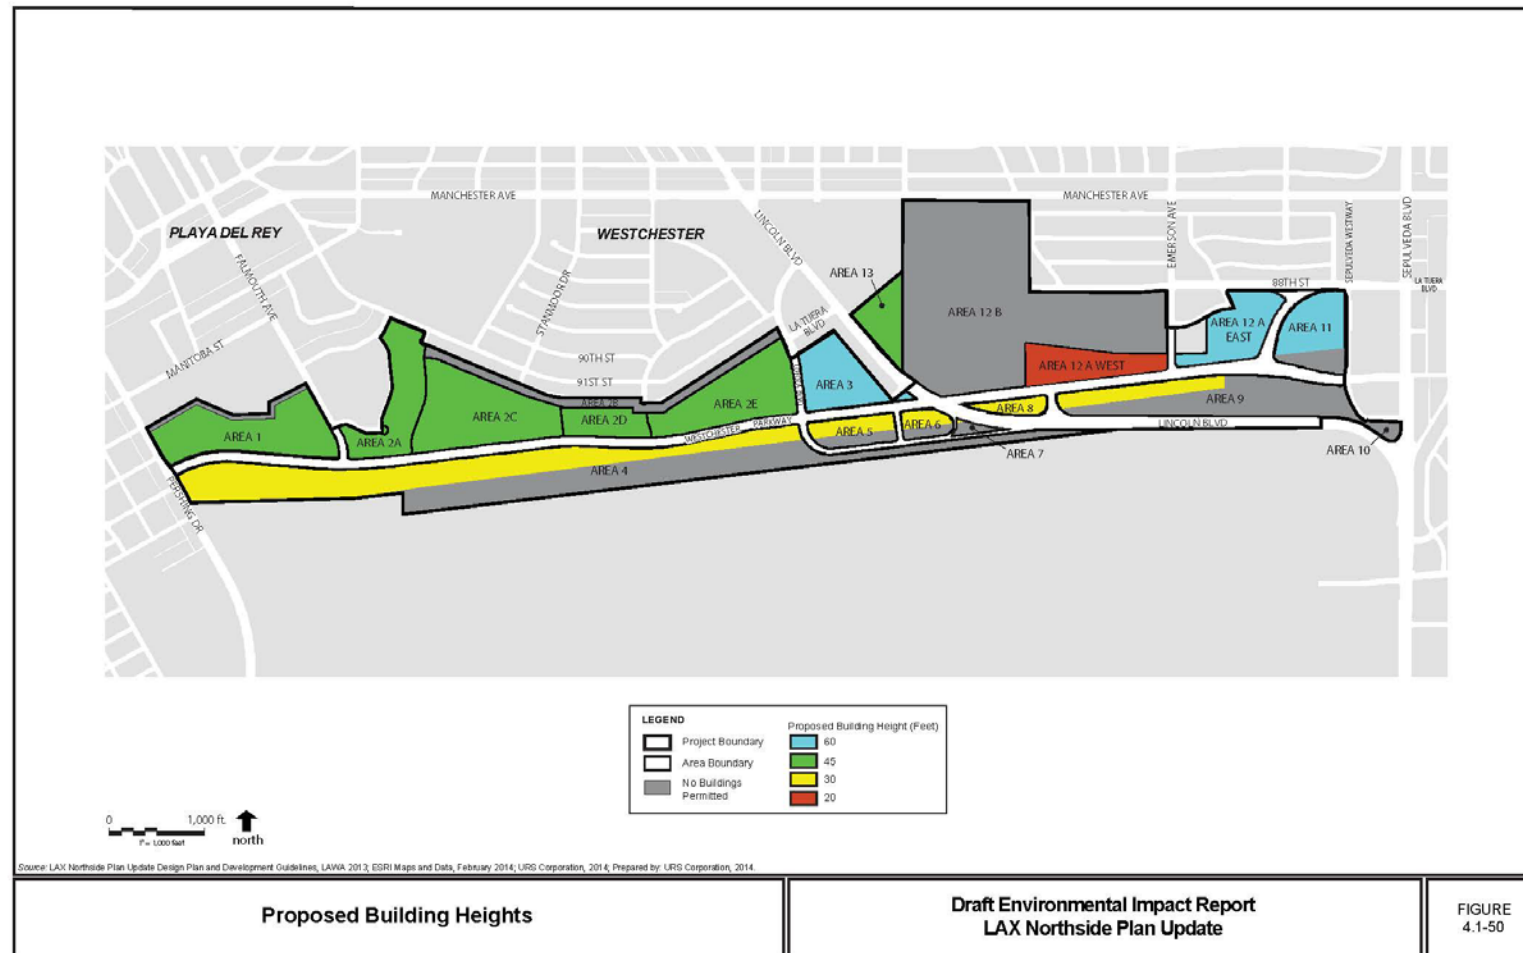 MANCHESTER AVE
MANCHESTER AVE
PLAYA DEL REY
WESTCHESTER
LINCOLN BLVD
EMERSON AVE
SEPULVEDA WESTWAY
SEPULVEDA BLVD
FALMOUTH AVE
STANMOOR DR
AREA 13
88TH ST
LA TIJERA
BLVD
LA TIJERA
BLVD
AREA 12 B
AREA 12 A
EAST
AREA 11
MANITOBA ST
90TH ST
91ST ST
AREA 12 A WEST
AREA 3
AREA 2B
AREA 2E
AREA 2C
AREA 2D
AREA 1
AREA 2A
WESTCHESTER PARKWAY
AREA 5
AREA 6
AREA 8
AREA 9
LINCOLN BLVD
AREA 7
AREA 10
AREA 4
PERSHING DR
LEGEND
Project Boundary
Area Boundary
No Buildings
Permitted
Proposed Building Height (Feet)
60
45
30
20
0 1,000 ft.
1" = 1,000 feet
north
Source: LAX Northside Plan Update Design Plan and Development Guidelines, LAWA 2013; ESRI Maps and Data, February 2014; URS Corporation, 2014; Prepared by: URS Corporation, 2014.
Proposed Building Heights
Draft Environmental Impact Report
LAX Northside Plan Update
FIGURE
4.1-50